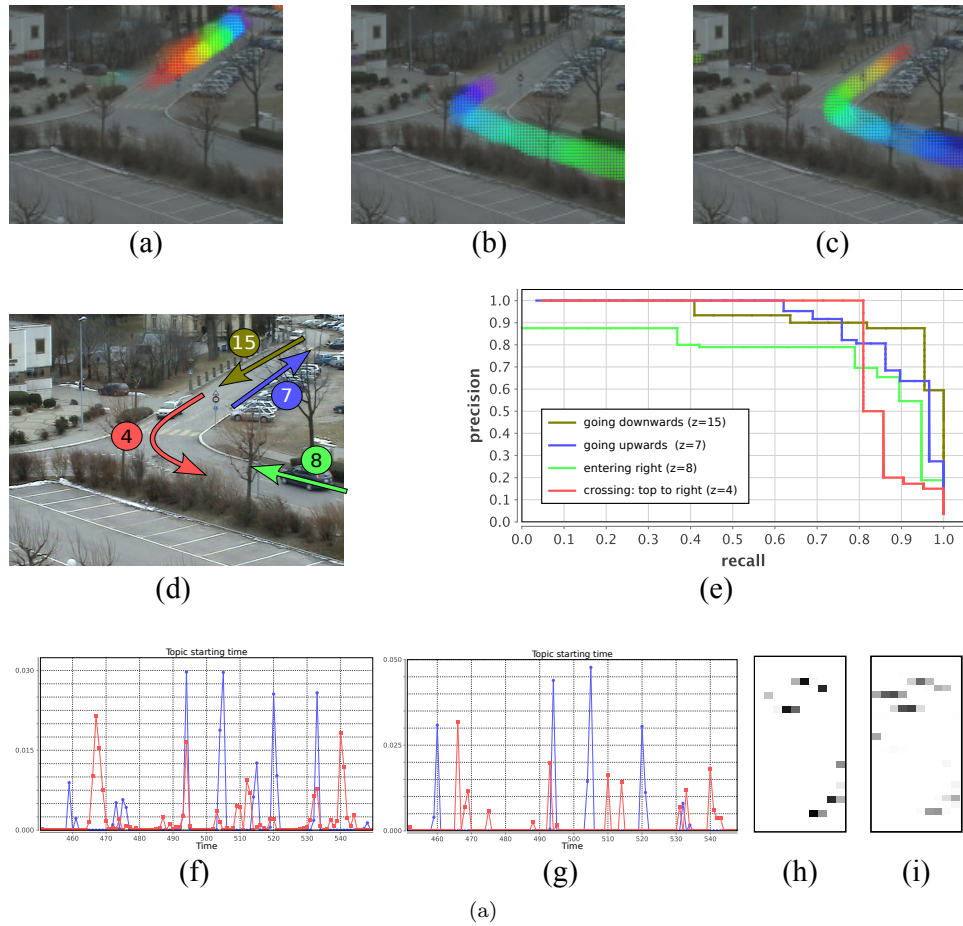 (a)
(b)
(c)
15
7
4
8
(d)
precision
1.0
0.9
0.8
0.7
0.6
0.5
0.4
0.3
0.2
0.1
0.0
going downwards (z=15)
going upwards (z=7)
entering right (z=8)
crossing: top to right (z=4)
0.0 0.1 0.2 0.3 0.4 0.5 0.6 0.7 0.8 0.9 1.0
recall
(e)
Topic starting time
0.030
0.015
0.000
460 470 480 490 500 510 520 530 540
Time
(f)
Topic starting time
0.050
0.025
0.000
460 470 480 490 500 510 520 530 540
Time
(g)
(h)
(i)
(a)